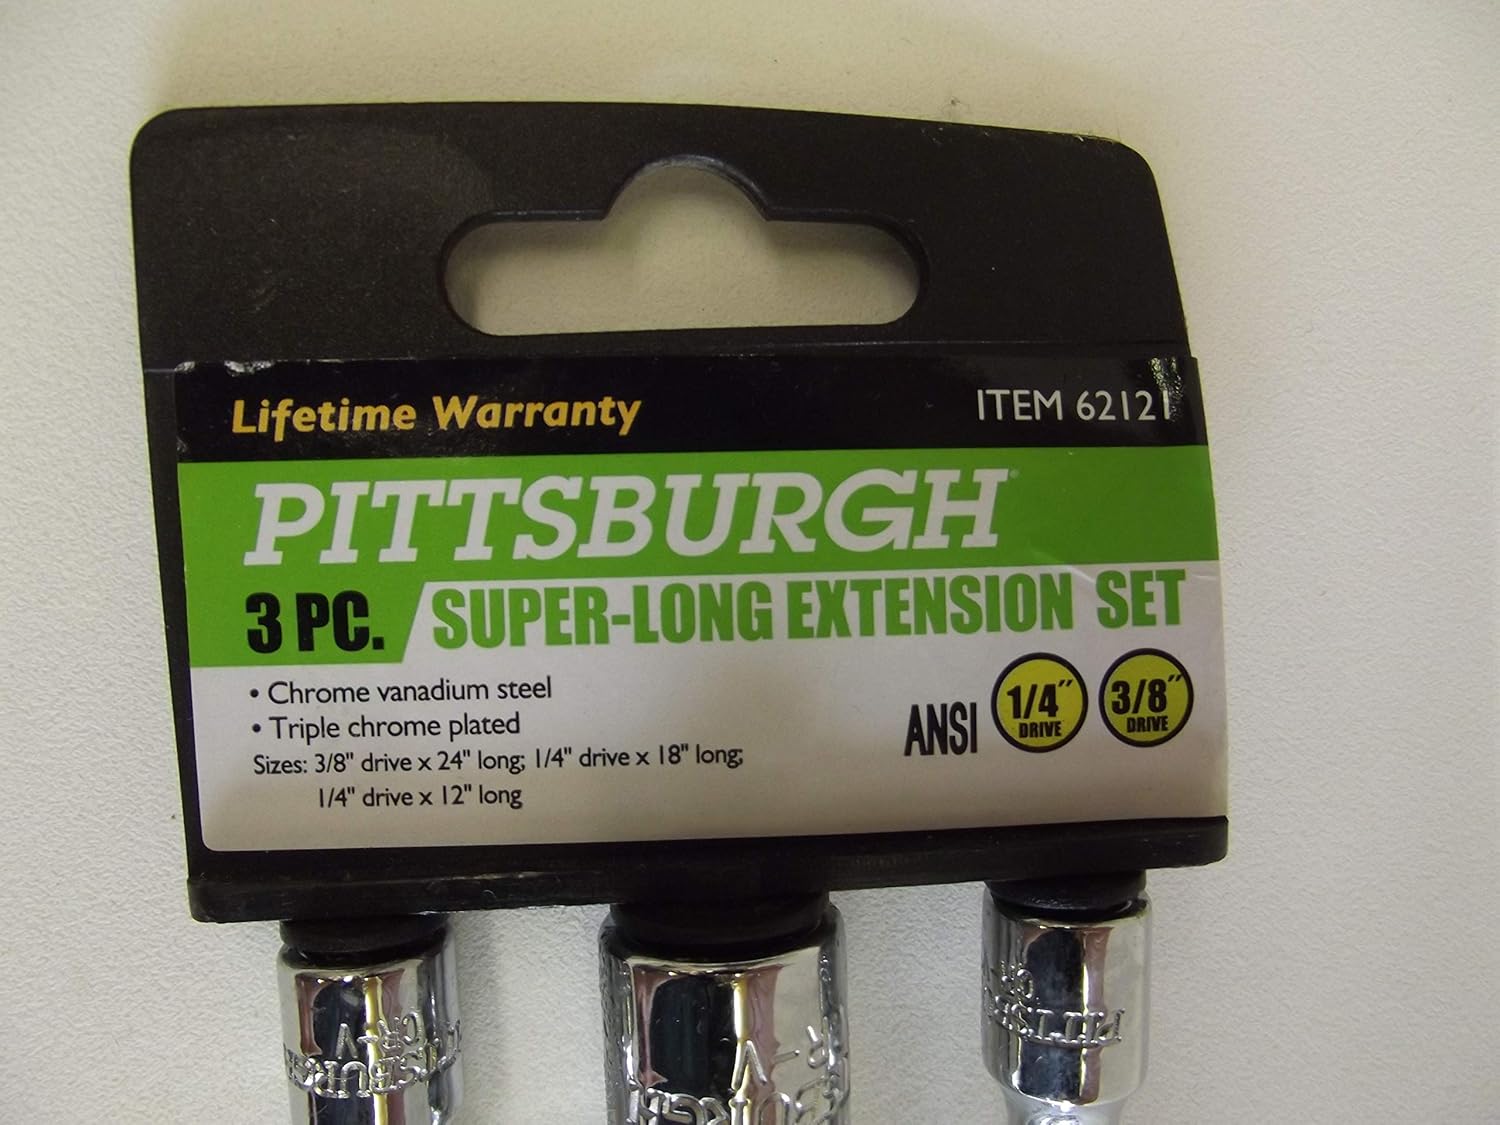 Lifetime Warranty
ITEM 62121
PITTSBURGH®
3 PC. SUPER-LONG EXTENSION SET
• Chrome vanadium steel
• Triple chrome plated
Sizes: 3/8" drive x 24" long; 1/4" drive x 18" long;
1/4" drive x 12" long
ANSI
1/4" DRIVE
3/8" DRIVE
CR-V